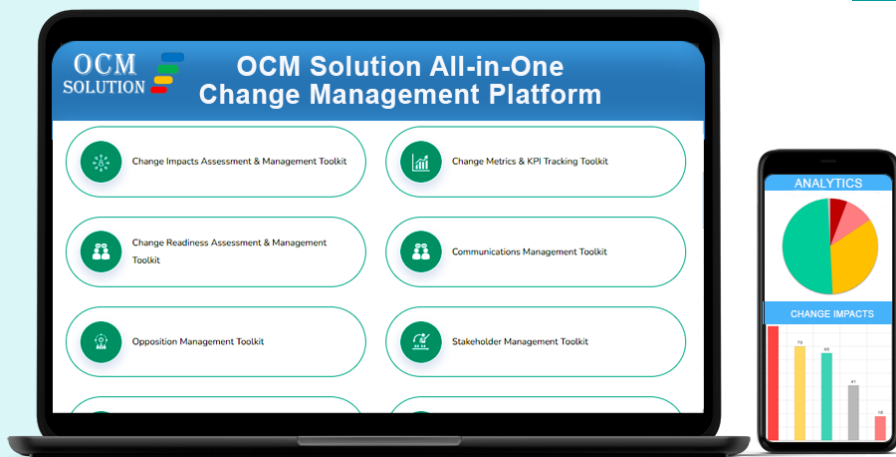 OCM
SOLUTION
OCM Solution All-in-One
Change Management Platform
Change Impacts Assessment & Management Toolkit
Change Metrics & KPI Tracking Toolkit
Change Readiness Assessment & Management
Toolkit
Communications Management Toolkit
Opposition Management Toolkit
Stakeholder Management Toolkit
ANALYTICS
CHANGE IMPACTS